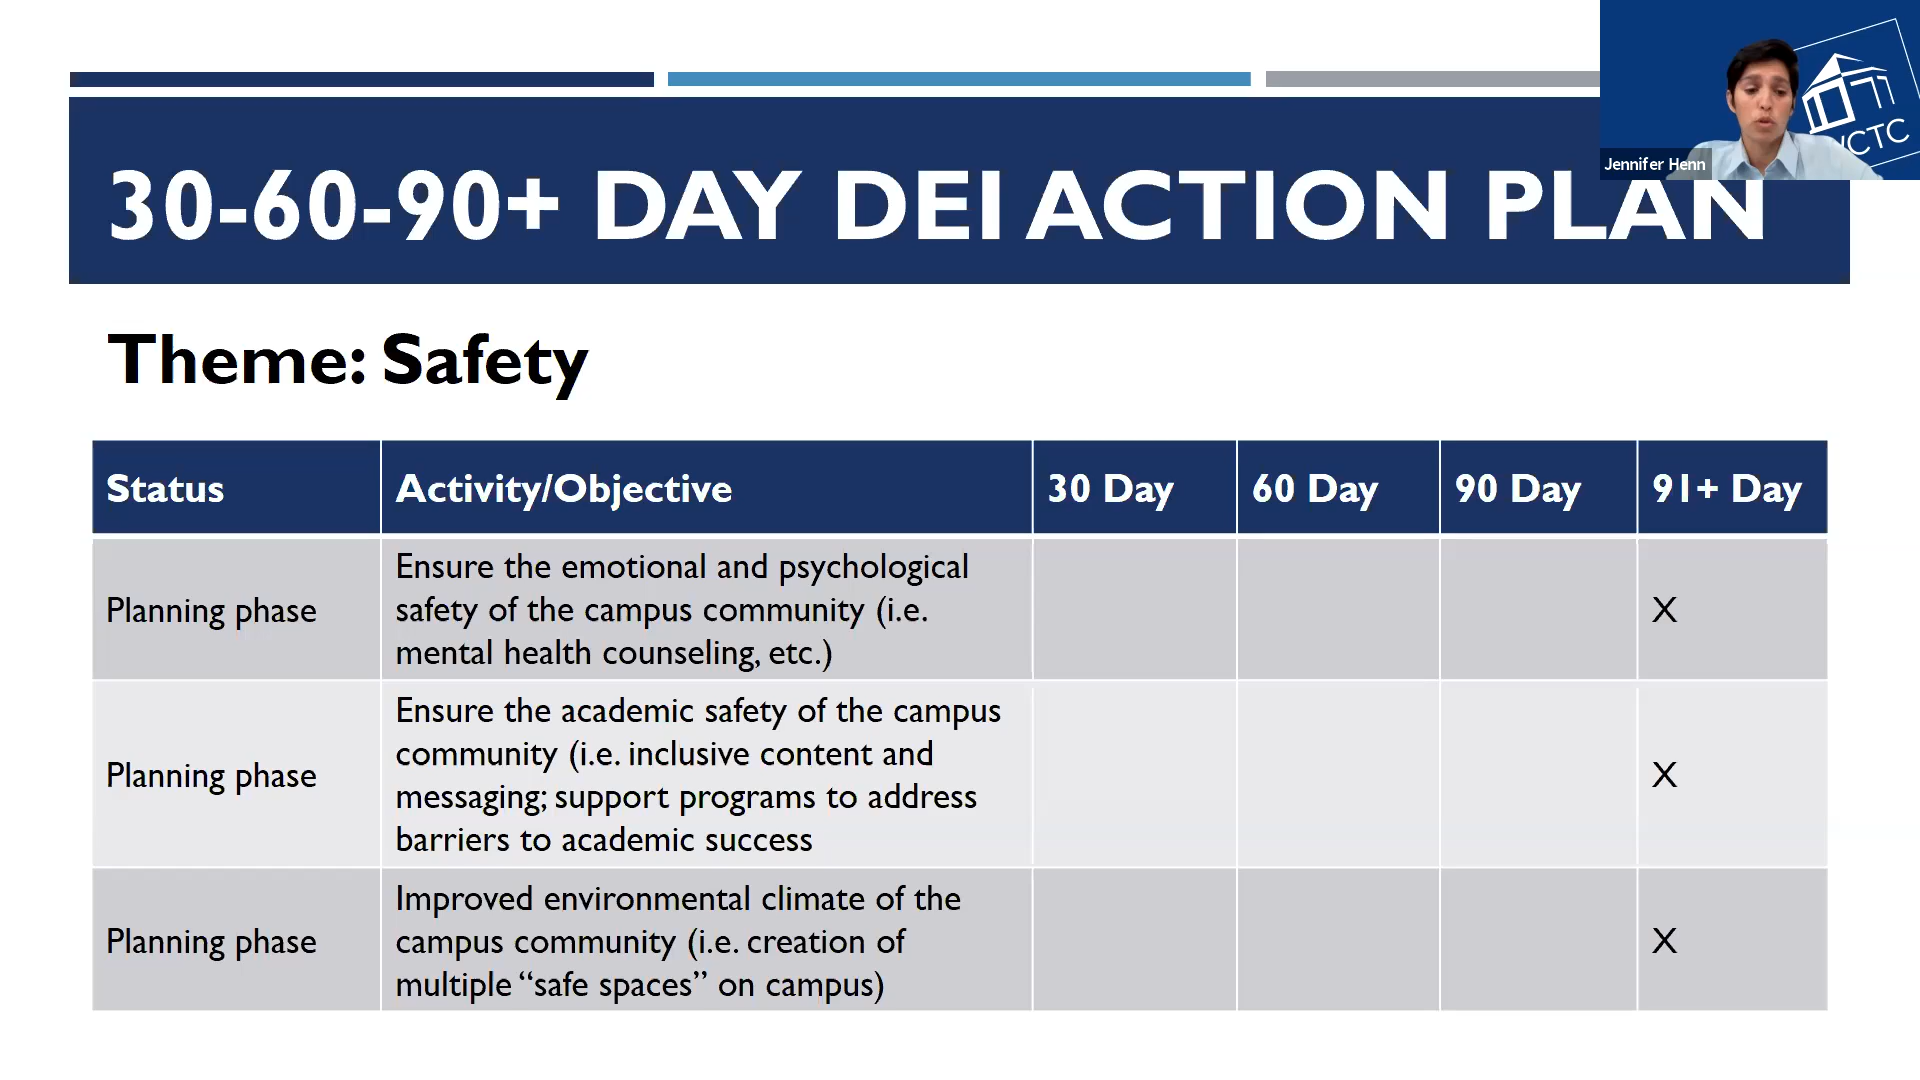 30-60-90+ DAY DEI ACTION PLAN
CTC
Jennifer Henn
Theme: Safety
Status Activity/Objective 30 Day 60 Day 90 Day 91+ Day
Planning phase
Ensure the emotional and psychological
safety of the campus community (i.e.
mental health counseling, etc.)
X
Planning phase
Ensure the academic safety of the campus
community (i.e. inclusive content and
messaging; support programs to address
barriers to academic success
X
Planning phase
Improved environmental climate of the
campus community (i.e. creation of
multiple “safe spaces” on campus)
X